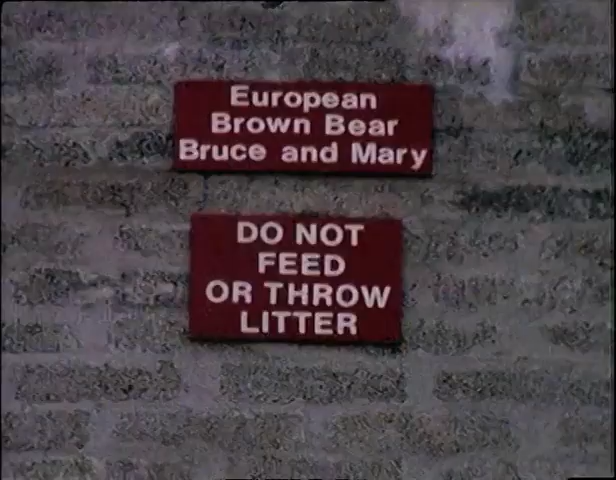 European
Brown Bear
Bruce and Mary
DO NOT
FEED
OR THROW
LITTER